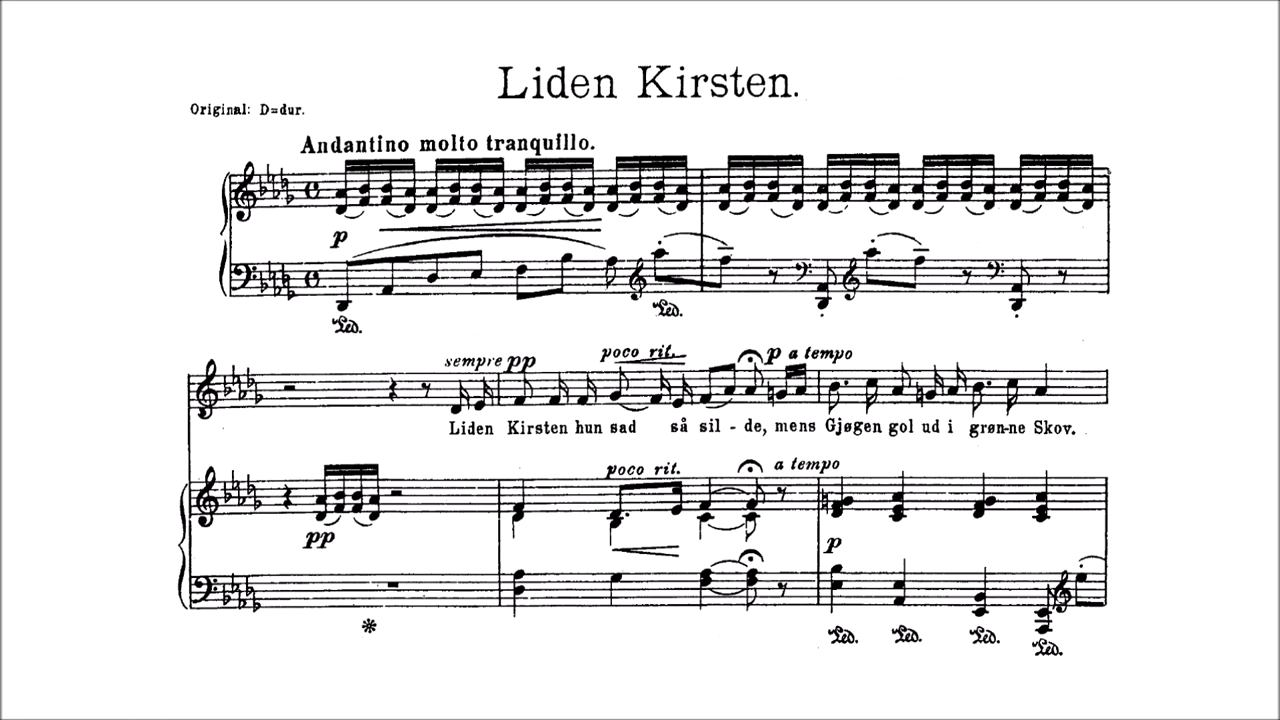 Liden Kirsten.
Original: D=dur.
Andantino molto tranquillo.
p
Ped.
Ped.
sempre pp
poco rit.
p a tempo
Liden Kirsten hun sad så sil - de, mens Gjøgen gol ud i grøn-ne Skov.
poco rit.
a tempo
pp
p
Ped. Ped. Ped. Ped.